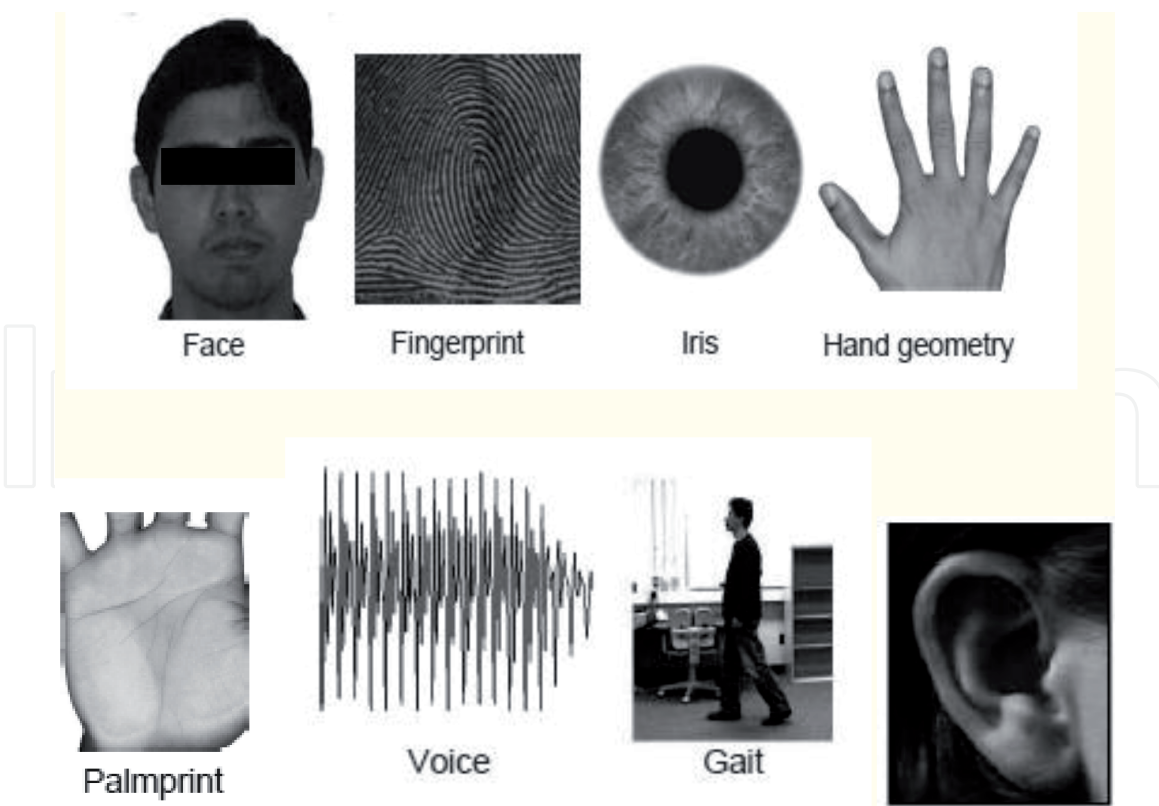 Face
Fingerprint
Iris
Hand geometry
Palmprint
Voice
Gait